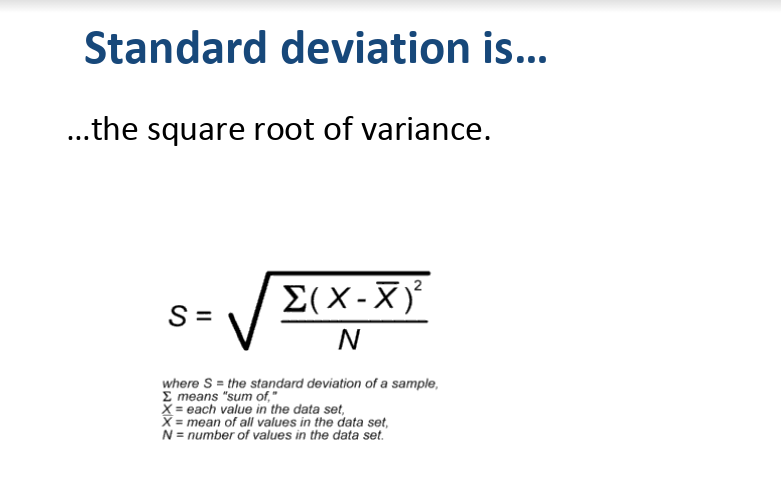 Standard deviation is...
...the square root of variance.
S = √(Σ(X - X̅)² / N)
where S = the standard deviation of a sample,
Σ means "sum of,"
X = each value in the data set,
X̅ = mean of all values in the data set,
N = number of values in the data set.